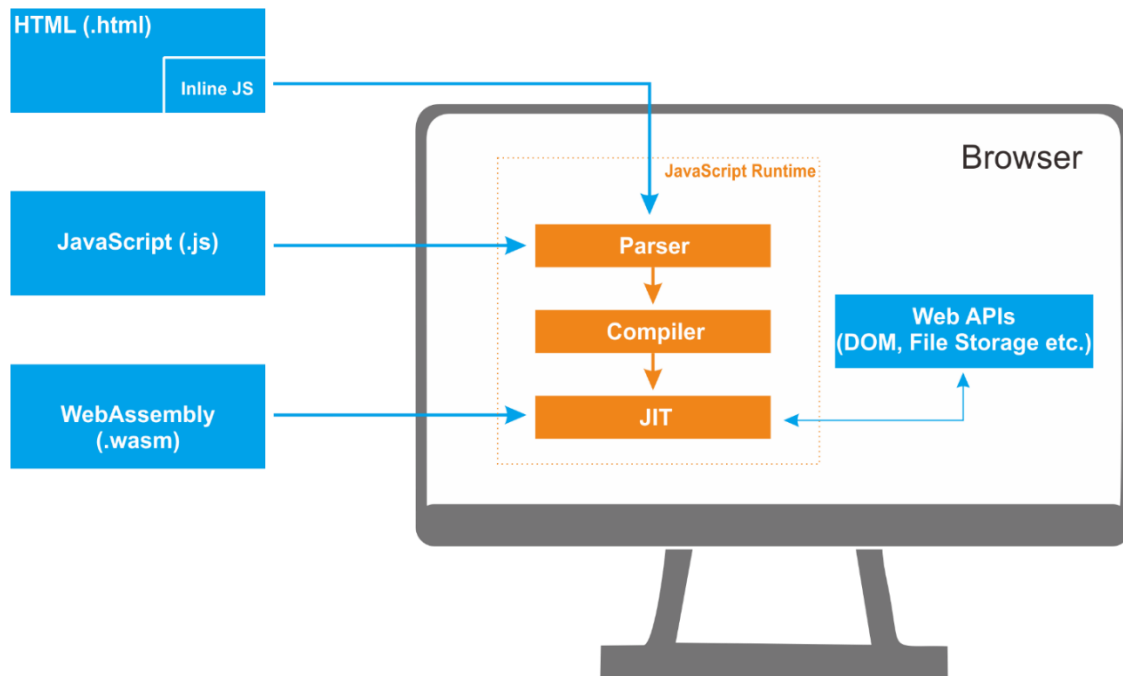 HTML (.html)
Inline JS
Browser
JavaScript Runtime
Parser
JavaScript (.js)
Compiler
Web APIs
(DOM, File Storage etc.)
WebAssembly
(.wasm)
JIT